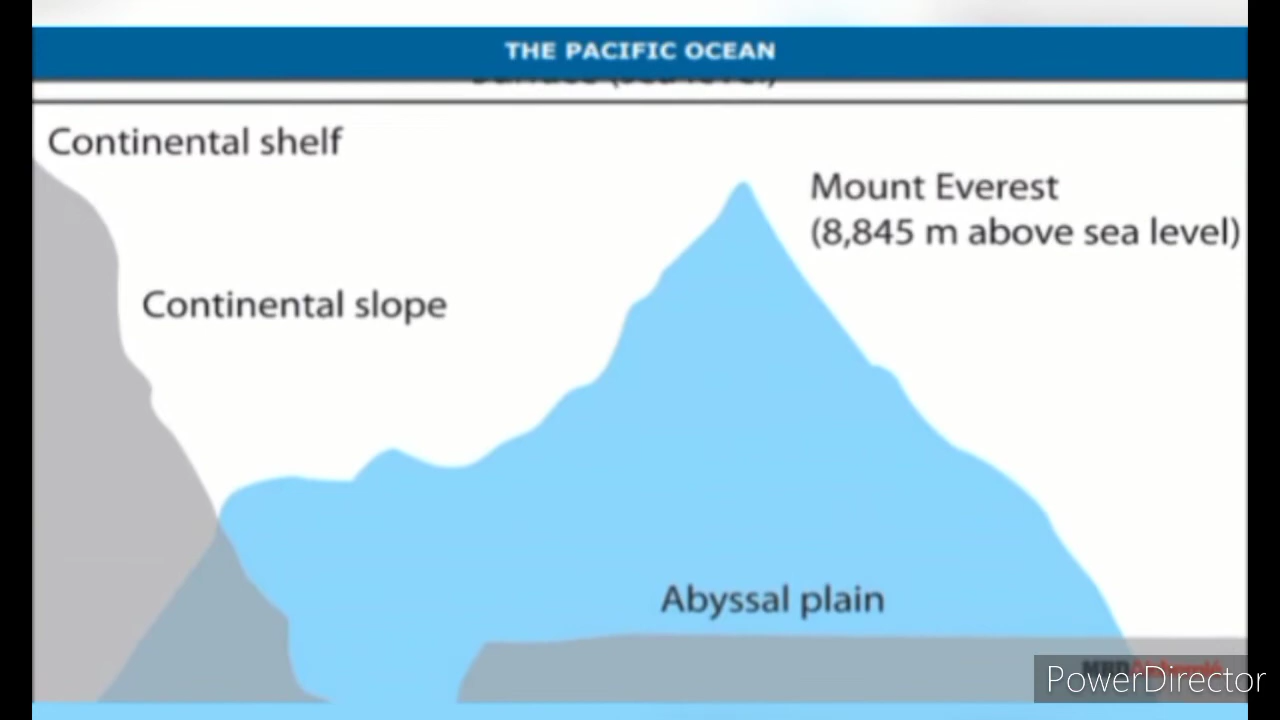 THE PACIFIC OCEAN
Continental shelf
Mount Everest
(8,845 m above sea level)
Continental slope
Abyssal plain
PowerDirector